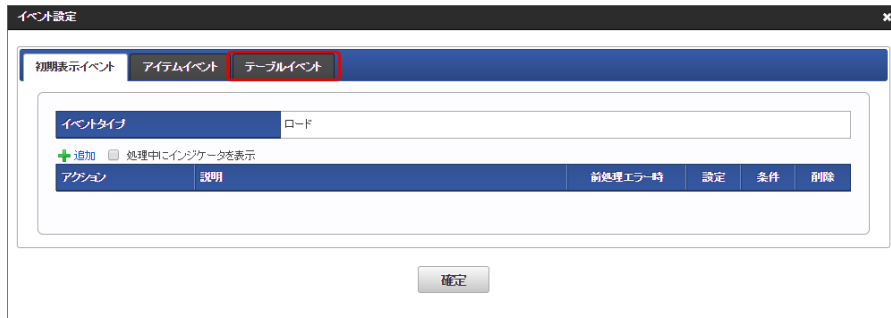 イベント設定
初期表示イベント アイテムイベント テーブルイベント
イベントタイプ ロード
追加 処理中にインジケータを表示
アクション 説明 前処理エラー時 設定 条件 削除
確定